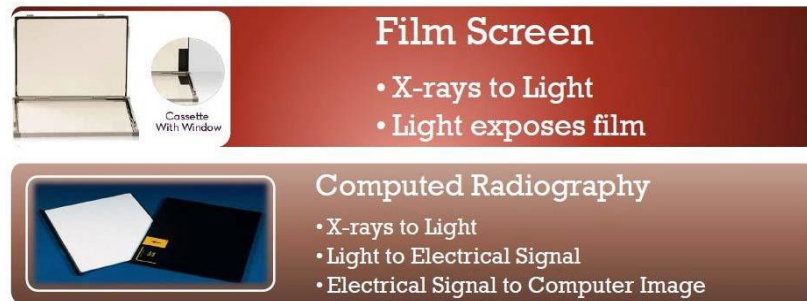 Film Screen
• X-rays to Light
• Light exposes film
Cassette
With Window
Computed Radiography
• X-rays to Light
• Light to Electrical Signal
• Electrical Signal to Computer Image